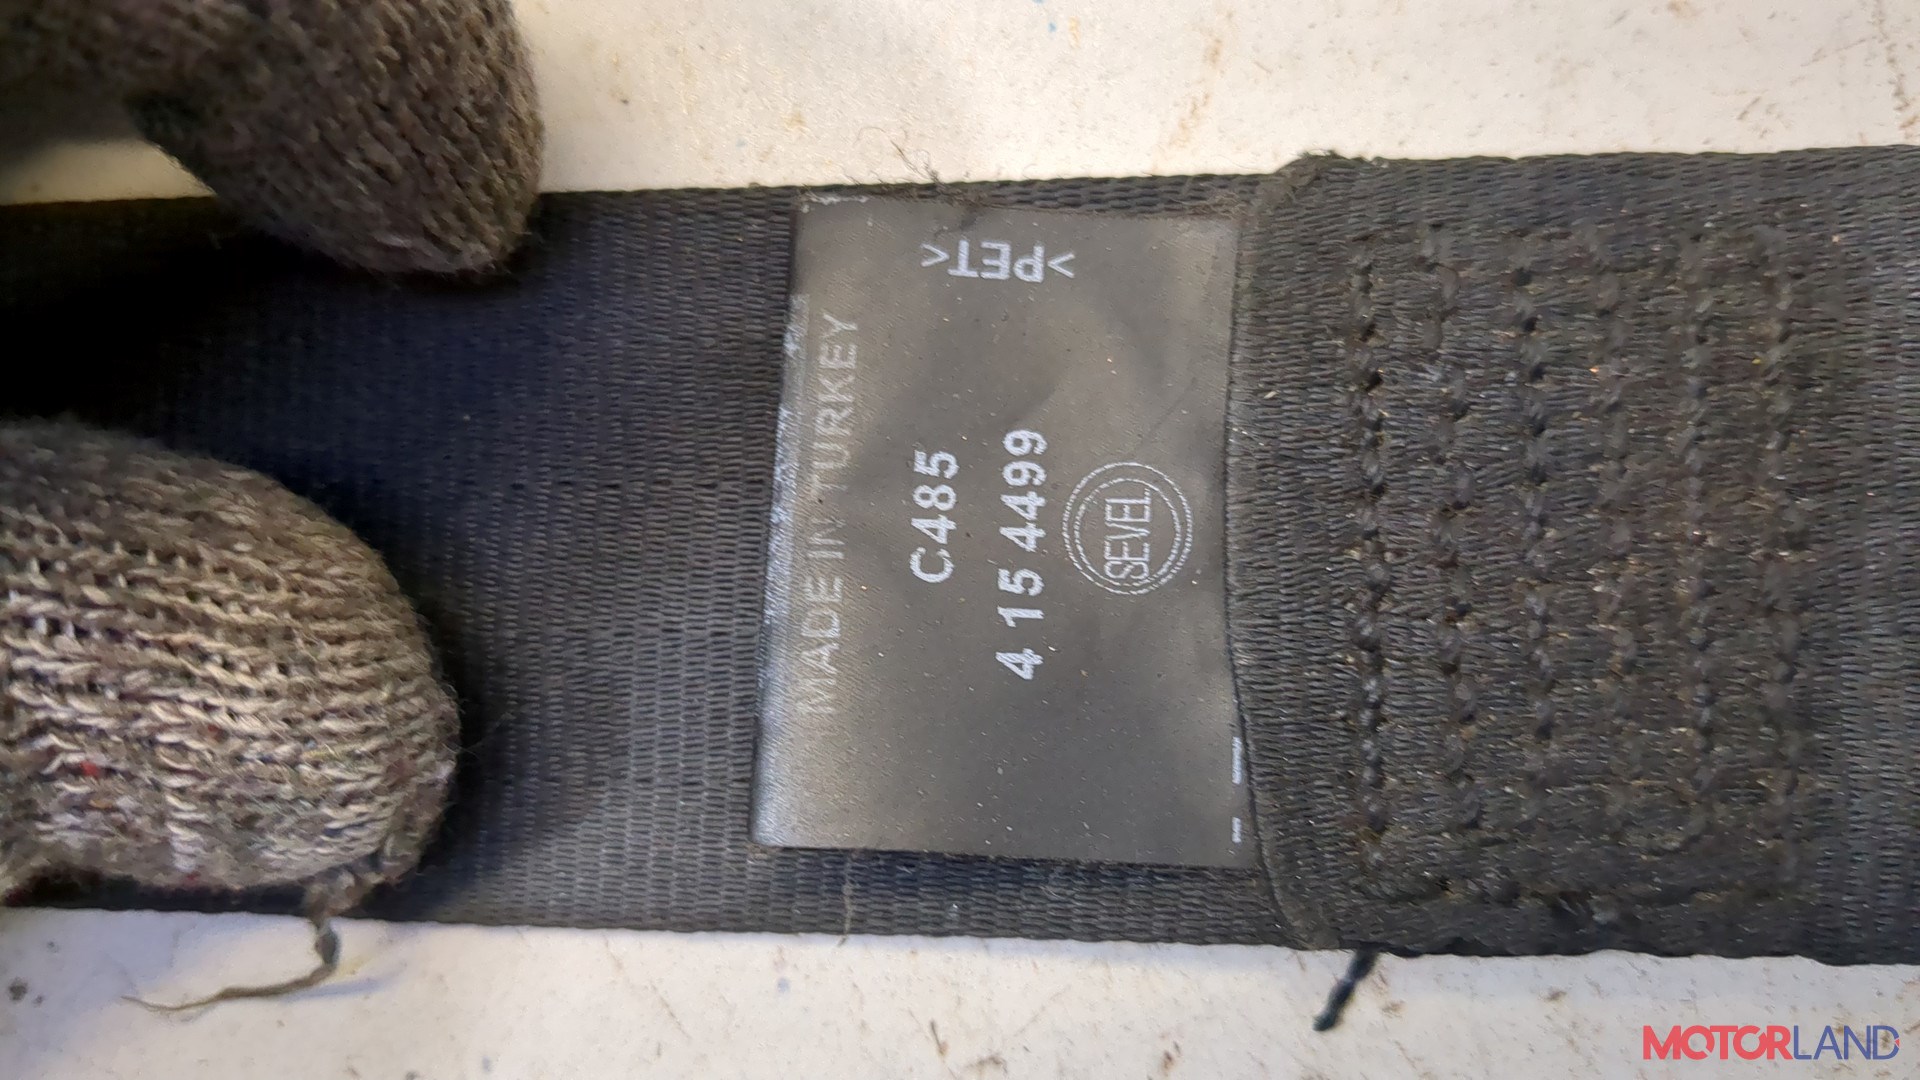 >PET<
MADE IN TURKEY
C485
4 15 4499
SEVEL
MOTORLAND